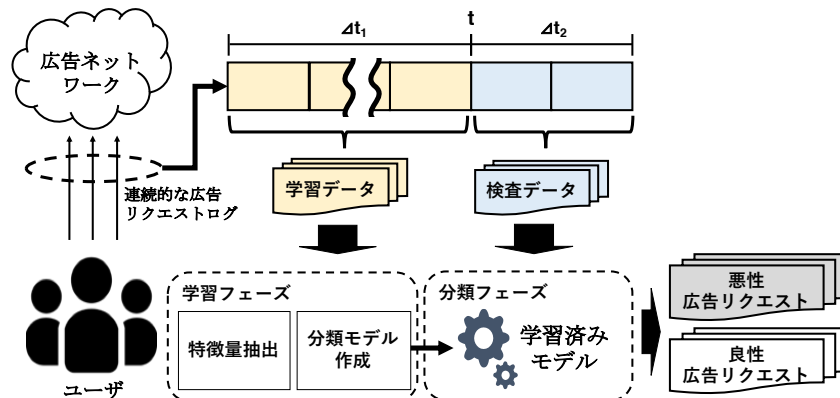 広告ネット
ワーク
⊿t1
t
⊿t2
連続的な広告
リクエストログ
学習データ
検査データ
ユーザ
学習フェーズ
特徴量抽出
分類モデル
作成
分類フェーズ
学習済み
モデル
悪性
広告リクエスト
良性
広告リクエスト